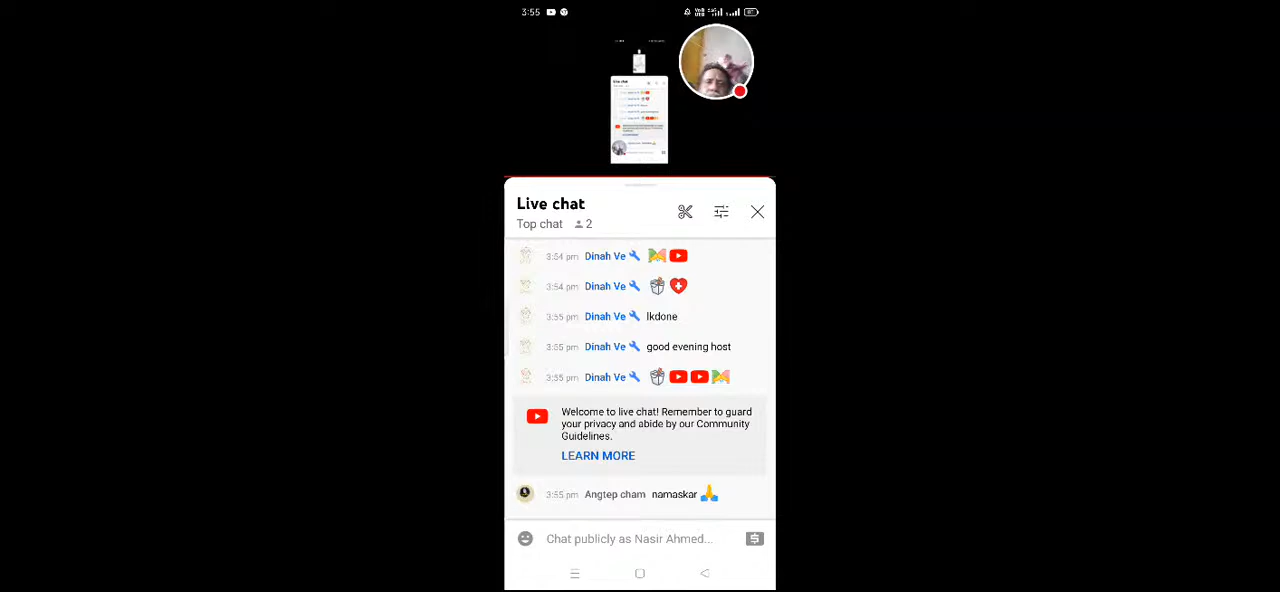 3:55
Live chat
Top chat 2
3:54 pm Dinah Ve
3:54 pm Dinah Ve
3:55 pm Dinah Ve lkdone
3:55 pm Dinah Ve good evening host
3:55 pm Dinah Ve
Welcome to live chat! Remember to guard
your privacy and abide by our Community
Guidelines.
LEARN MORE
3:55 pm Angtep cham namaskar
Chat publicly as Nasir Ahmed...